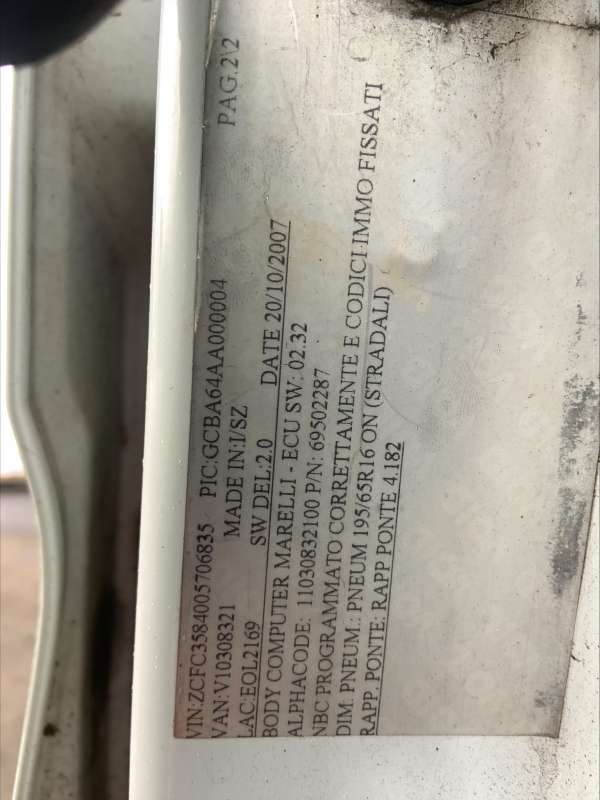 PAG.2\2
VIN:ZCFC3584005706835 PIC:GCBA64AA000004
VAN:V10308321 MADE IN:I/SZ
LAC:EOL2169 SW DEL:2.0 DATE 20/10/2007
BODY COMPUTER MARELLI - ECU SW: 02.32
ALPHACODE: 11030832100 P/N: 69502287
NBC PROGRAMMATO CORRETTAMENTE E CODICI IMMO FISSATI
DIM. PNEUM.: PNEUM 195/65R16 ON (STRADALI)
RAPP. PONTE: RAPP PONTE 4.182